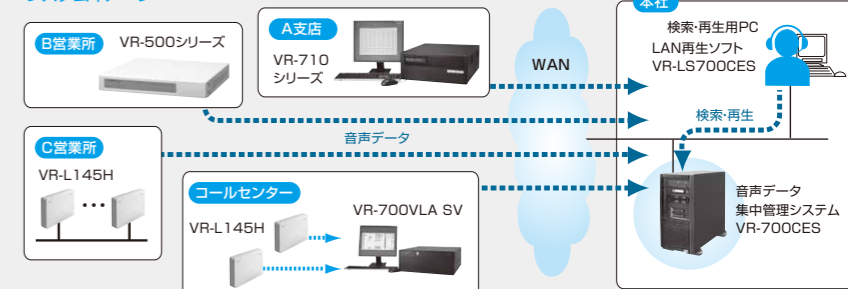 B営業所
VR-500シリーズ
A支店
VR-710
シリーズ
WAN
本社
検索・再生用PC
LAN再生ソフト
VR-LS700CES
検索・再生
音声データ
C営業所
VR-L145H
コールセンター
VR-L145H
VR-700VLA SV
音声データ
集中管理システム
VR-700CES